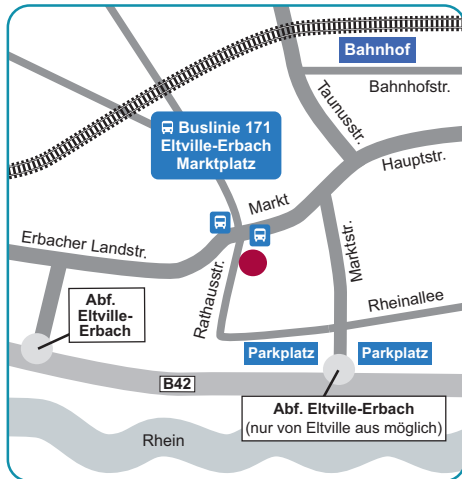 Bahnhof
Bahnhofstr.
Taunusstr.
Buslinie 171
Eltville-Erbach
Marktplatz
Hauptstr.
Markt
Erbacher Landstr.
Marktstr.
Rathausstr.
Abf.
Eltville-
Erbach
Rheinallee
Parkplatz
Parkplatz
B42
Abf. Eltville-Erbach
(nur von Eltville aus möglich)
Rhein